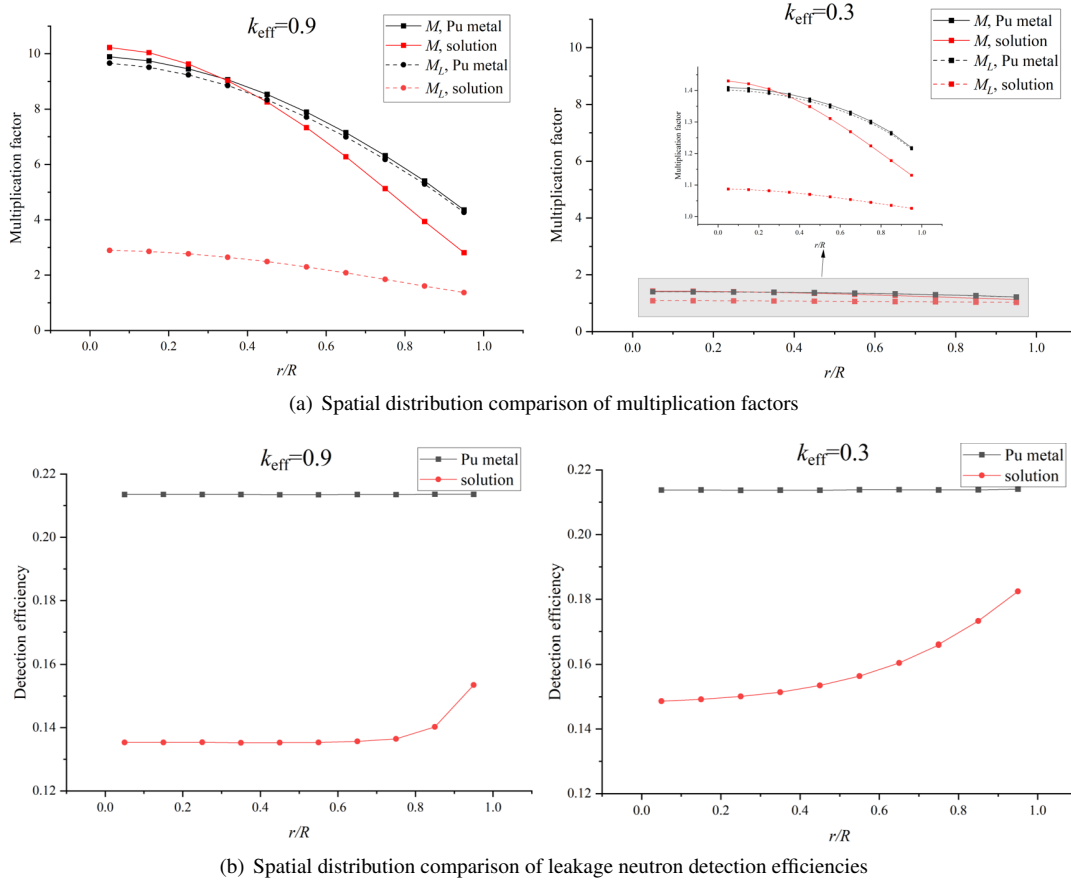 k_eff=0.9
M, Pu metal
M, solution
M_L, Pu metal
M_L, solution
Multiplication factor
10
8
6
4
2
0
0.0 0.2 0.4 0.6 0.8 1.0
r/R
k_eff=0.3
M, Pu metal
M, solution
M_L, Pu metal
M_L, solution
Multiplication factor
10
8
6
4
2
0
Multiplication factor
1.4
1.3
1.2
1.1
1.0
0.0 0.2 0.4 0.6 0.8 1.0
r/R
0.0 0.2 0.4 0.6 0.8 1.0
r/R
(a) Spatial distribution comparison of multiplication factors
k_eff=0.9
Pu metal
solution
Detection efficiency
0.22
0.20
0.18
0.16
0.14
0.12
0.0 0.2 0.4 0.6 0.8 1.0
r/R
k_eff=0.3
Pu metal
solution
Detection efficiency
0.22
0.20
0.18
0.16
0.14
0.12
0.0 0.2 0.4 0.6 0.8 1.0
r/R
(b) Spatial distribution comparison of leakage neutron detection efficiencies